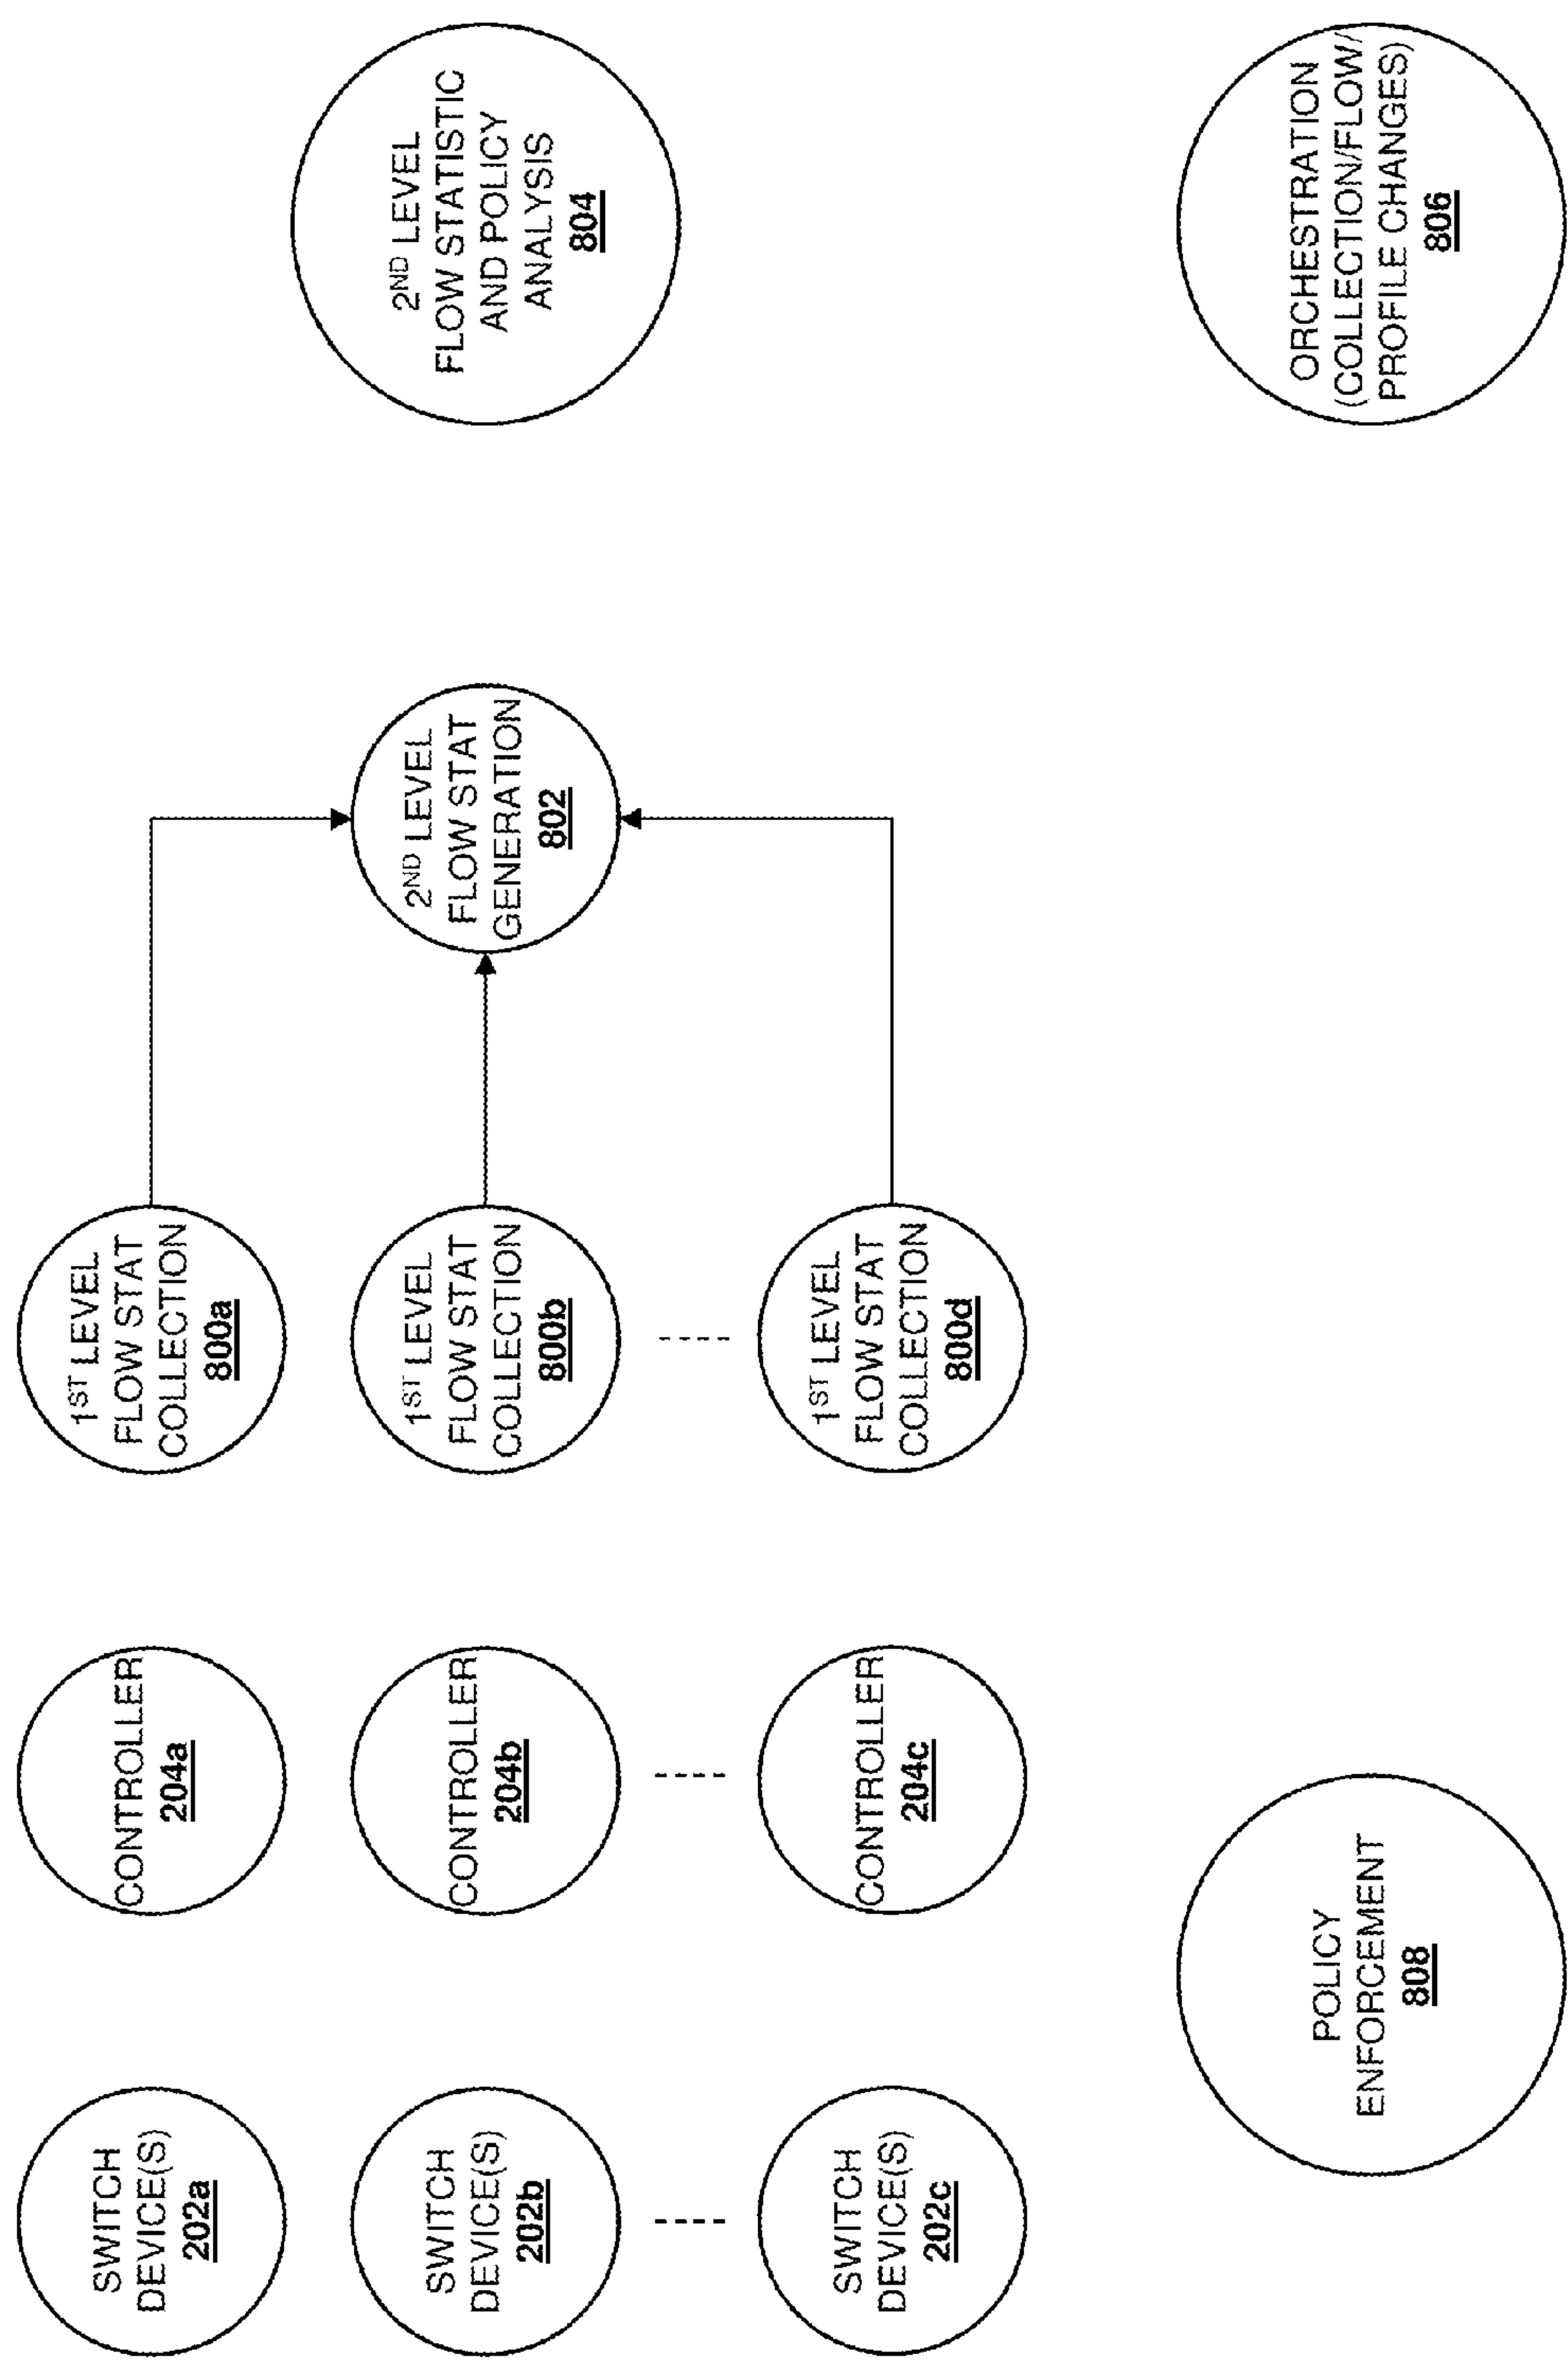 SWITCH
DEVICE(S)
202a
CONTROLLER
204a
1ST LEVEL
FLOW STAT
COLLECTION
800a
SWITCH
DEVICE(S)
202b
CONTROLLER
204b
1ST LEVEL
FLOW STAT
COLLECTION
800b
2ND LEVEL
FLOW STAT
GENERATION
802
2ND LEVEL
FLOW STATISTIC
AND POLICY
ANALYSIS
804
SWITCH
DEVICE(S)
202c
CONTROLLER
204c
1ST LEVEL
FLOW STAT
COLLECTION
800d
POLICY
ENFORCEMENT
808
ORCHESTRATION
(COLLECTION/FLOW/
PROFILE CHANGES)
806